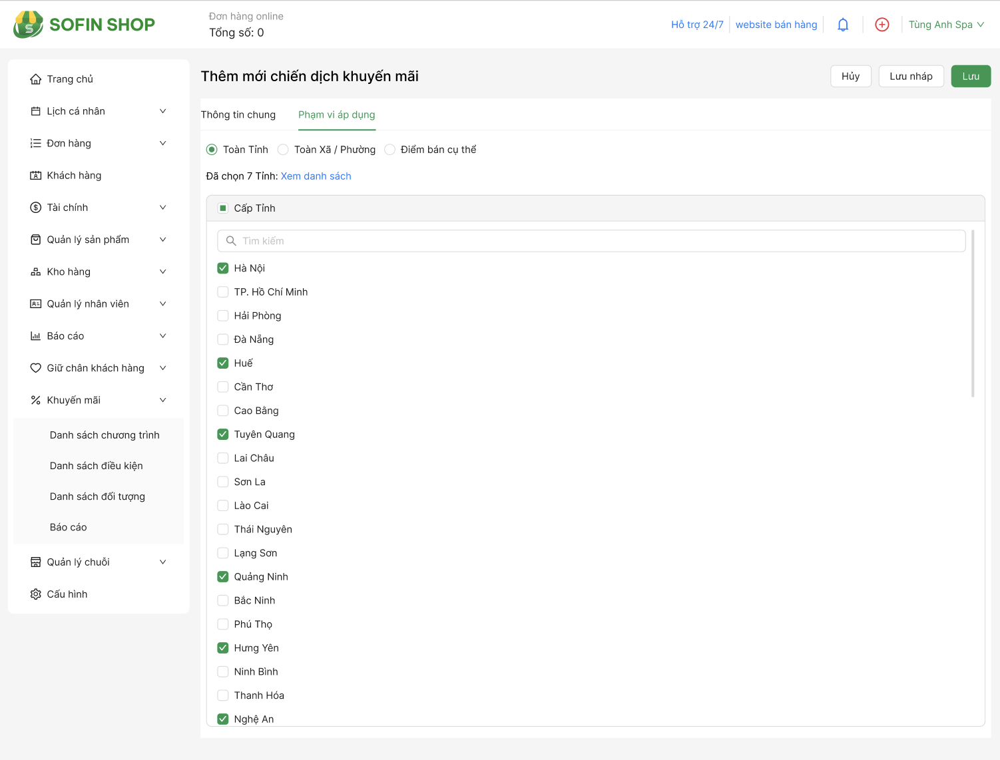 SOFIN SHOP
Đơn hàng online
Tổng số: 0
Hỗ trợ 24/7
website bán hàng
Tùng Anh Spa
Trang chủ
Lịch cá nhân
Đơn hàng
Khách hàng
Tài chính
Quản lý sản phẩm
Kho hàng
Quản lý nhân viên
Báo cáo
Giữ chân khách hàng
Khuyến mãi
Danh sách chương trình
Danh sách điều kiện
Danh sách đối tượng
Báo cáo
Quản lý chuỗi
Cấu hình
Thêm mới chiến dịch khuyến mãi
Hủy
Lưu nháp
Lưu
Thông tin chung
Phạm vi áp dụng
Toàn Tỉnh
Toàn Xã / Phường
Điểm bán cụ thể
Đã chọn 7 Tỉnh: Xem danh sách
Cấp Tỉnh
Tìm kiếm
Hà Nội
TP. Hồ Chí Minh
Hải Phòng
Đà Nẵng
Huế
Cần Thơ
Cao Bằng
Tuyên Quang
Lai Châu
Sơn La
Lào Cai
Thái Nguyên
Lạng Sơn
Quảng Ninh
Bắc Ninh
Phú Thọ
Hưng Yên
Ninh Bình
Thanh Hóa
Nghệ An